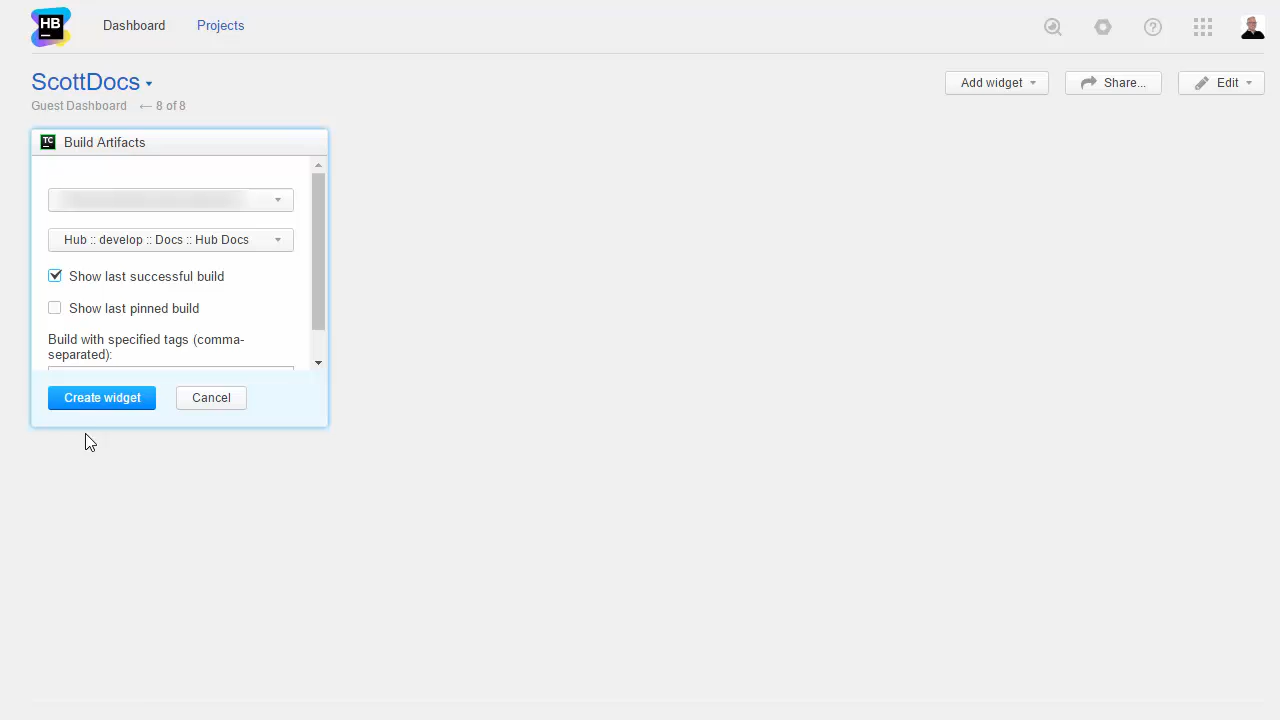 HB
Dashboard
Projects
ScottDocs
Add widget
Share...
Edit
Guest Dashboard
← 8 of 8
TC
Build Artifacts
Hub :: develop :: Docs :: Hub Docs
Show last successful build
Show last pinned build
Build with specified tags (comma-
separated):
Create widget
Cancel